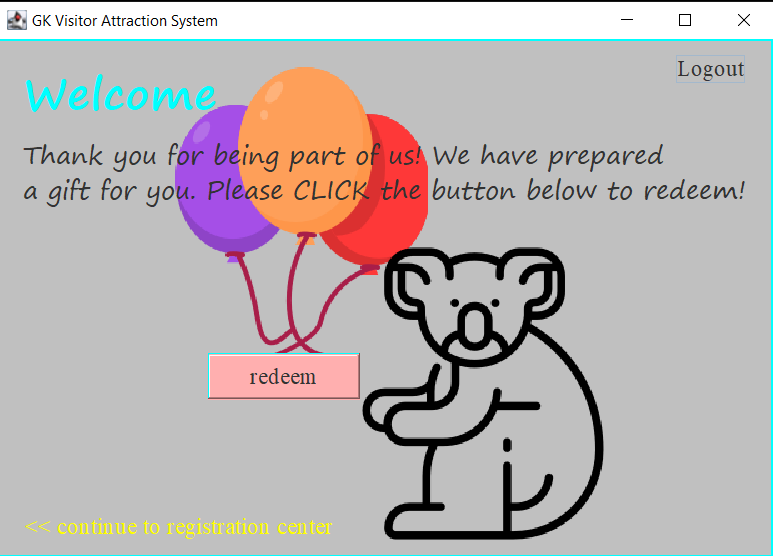 GK Visitor Attraction System
Logout
Welcome
Thank you for being part of us! We have prepared
a gift for you. Please CLICK the button below to redeem!
redeem
<< continue to registration center